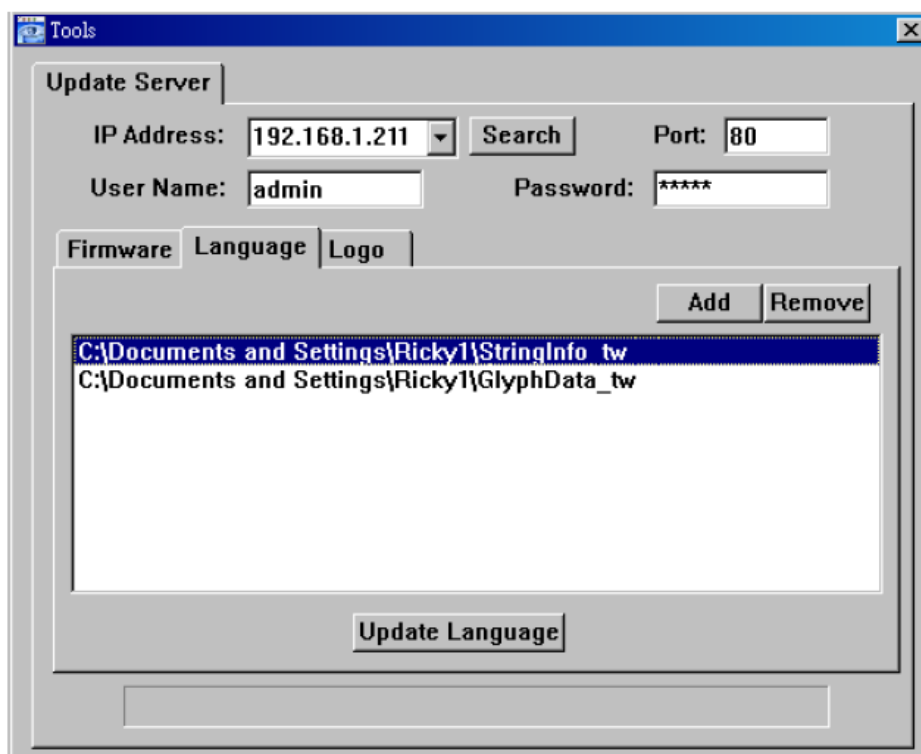 Tools
Update Server
IP Address: 192.168.1.211 Search Port: 80
User Name: admin Password: *****
Firmware Language Logo
Add Remove
C:\Documents and Settings\Ricky1\StringInfo_tw
C:\Documents and Settings\Ricky1\GlyphData_tw
Update Language